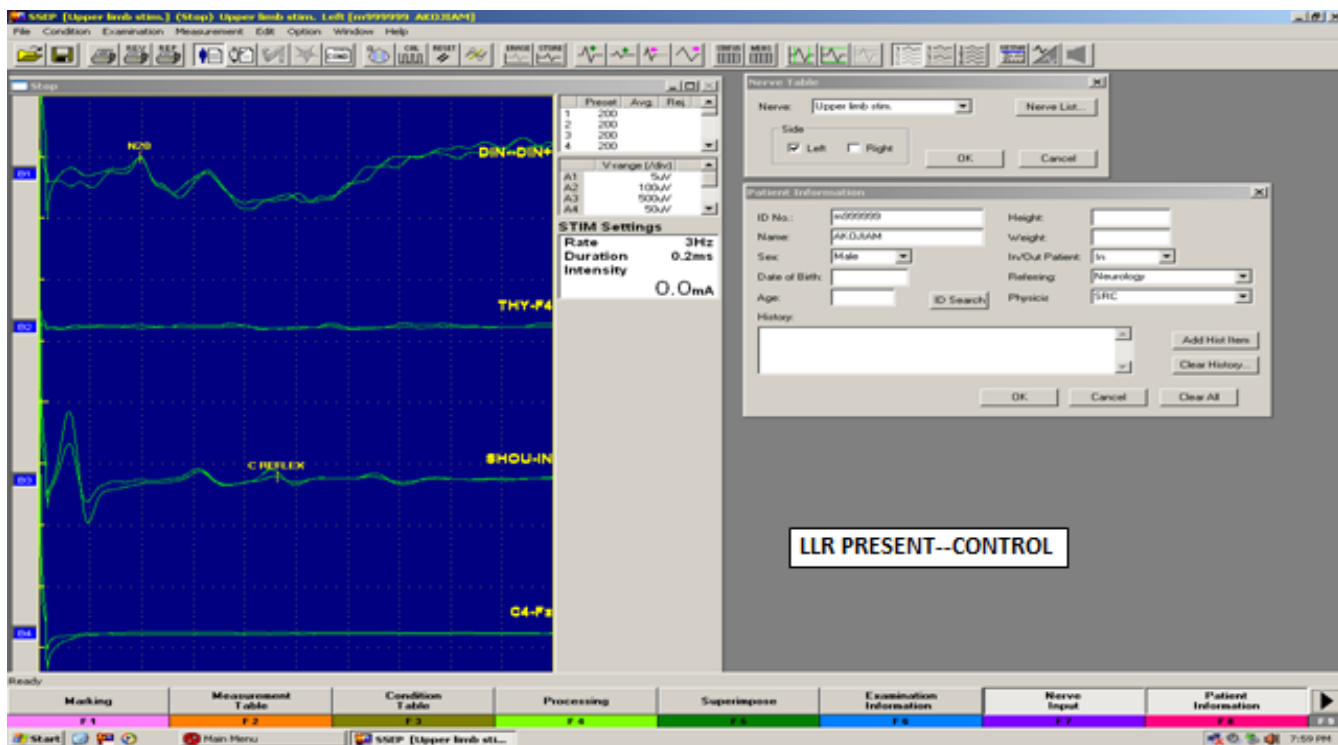 SSEP [Upper limb stim.] (Stop) Upper limb stim. Left [m999999 AKOJIAM]
File Condition Examination Measurement Edit Option Window Help
Stop
N20
DIN--DIN+
B1
THY-F4
B2
C REFLEX
SHOU-IN
B3
C4-Fz
B4
Preset Avg. Rej.
1 200
2 200
3 200
4 200
V range (/div)
A1 5uV
A2 100uV
A3 500uV
A4 50uV
STIM Settings
Rate 3Hz
Duration 0.2ms
Intensity
0.0mA
Nerve Table
Nerve: Upper limb stim. Nerve List...
Side
Left Right
OK Cancel
Patient Information
ID No.: m999999 Height:
Name: AKOJIAM Weight:
Sex: Male In/Out Patient: In
Date of Birth: Referring: Neurology
Age: ID Search Physicis SRC
History:
Add Hist Item
Clear History...
OK Cancel Clear All
LLR PRESENT--CONTROL
Ready
Marking Measurement Table Condition Table Processing Superimpose Examination Information Nerve Input Patient Information
F1 F2 F3 F4 F5 F6 F7 F8 F9
Start Main Menu SSEP [Upper limb sti... 7:59 PM